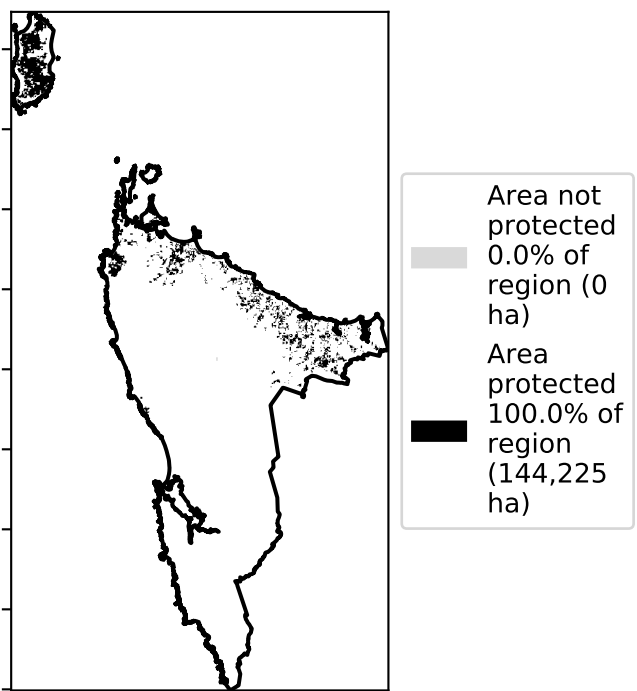 Area not
protected
0.0% of
region (0
ha)
Area
protected
100.0% of
region
(144,225
ha)